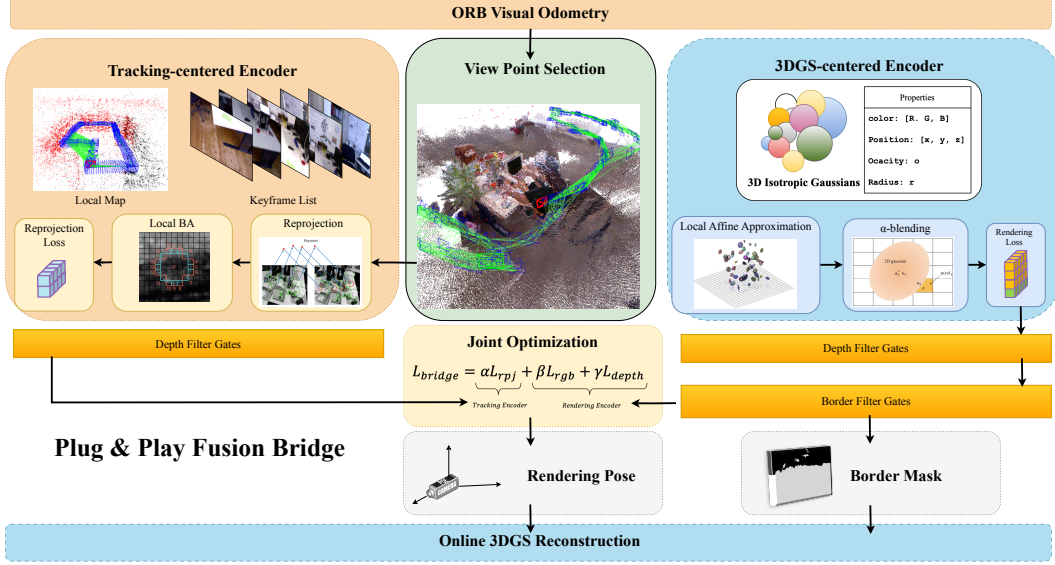 ORB Visual Odometry
Tracking-centered Encoder
View Point Selection
3DGS-centered Encoder
Properties
color: [R. G, B]
Position: [x, y, z]
Ocacity: o
Radius: r
3D Isotropic Gaussians
Local Map
Keyframe List
Reprojection
Loss
Local BA
Reprojection
Local Affine Approximation
α-blending
2D gaussian
Rendering
Loss
Depth Filter Gates
Joint Optimization
L_bridge = αL_rpj + βL_rgb + γL_depth
Tracking Encoder
Rendering Encoder
Depth Filter Gates
Border Filter Gates
Plug & Play Fusion Bridge
Rendering Pose
Border Mask
Online 3DGS Reconstruction